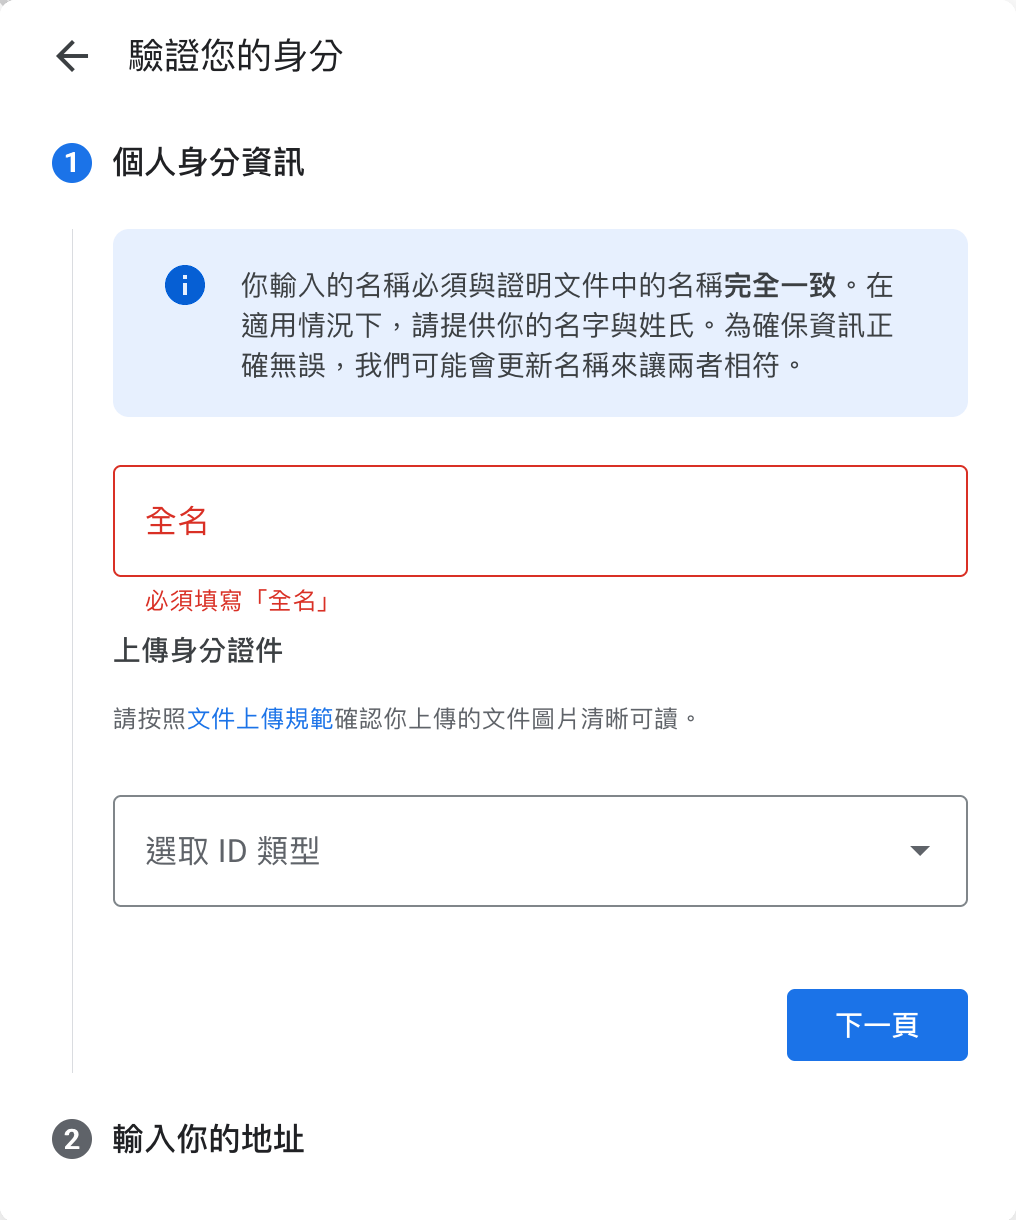 驗證您的身分
1 個人身分資訊
你輸入的名稱必須與證明文件中的名稱完全一致。在
適用情況下，請提供你的名字與姓氏。為確保資訊正
確無誤，我們可能會更新名稱來讓兩者相符。
全名
必須填寫「全名」
上傳身分證件
請按照文件上傳規範確認你上傳的文件圖片清晰可讀。
選取 ID 類型
下一頁
2 輸入你的地址